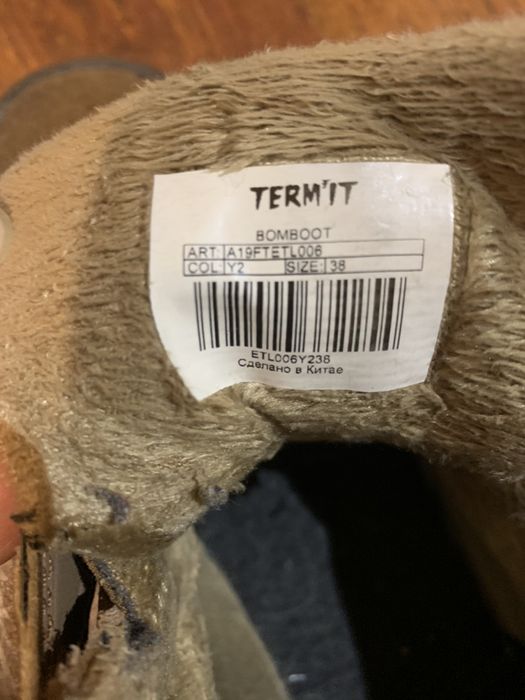 TERM'IT
BOMBOOT
ART: A19FTETL006
COL: Y2 SIZE: 38
ETL006Y238
Сделано в Китае